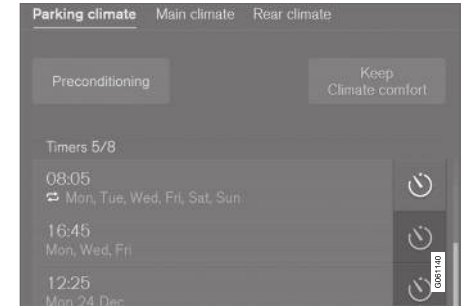 Parking climate Main climate Rear climate
Preconditioning
Keep
Climate comfort
Timers 5/8
08:05
Mon, Tue, Wed, Fri, Sat, Sun
16:45
Mon, Wed, Fri
12:25
Mon 24 Dec
G061140